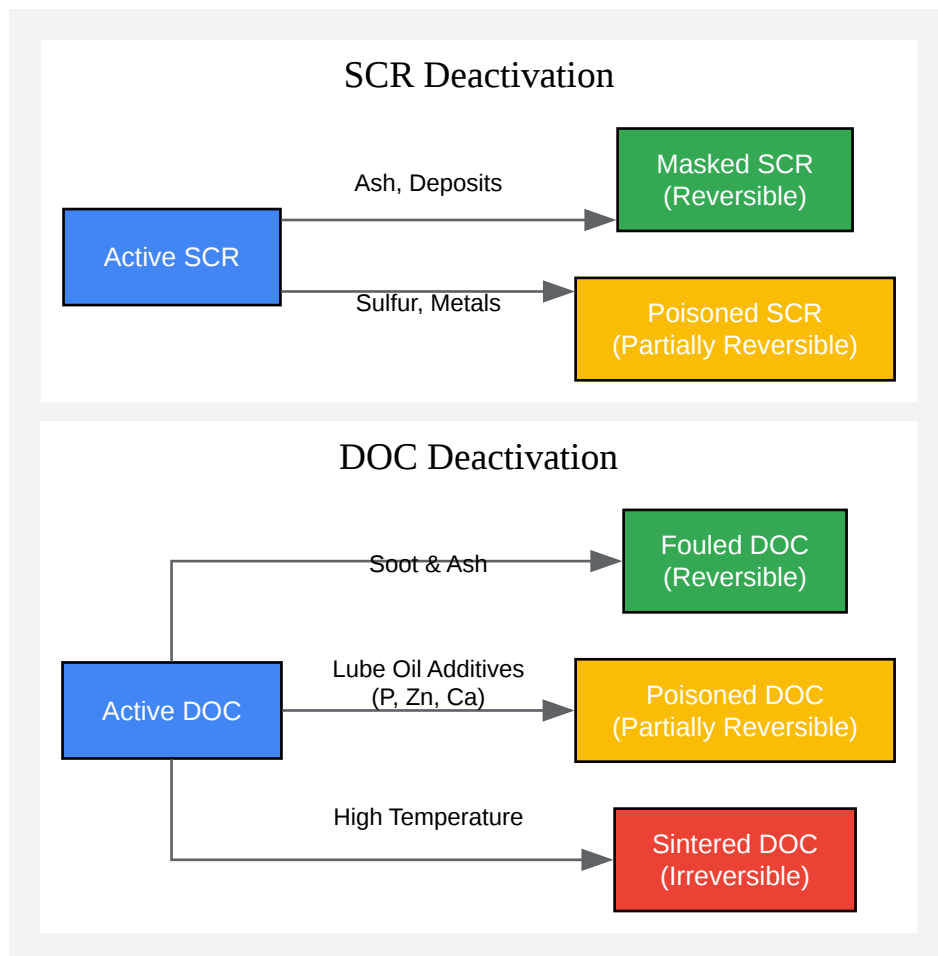 SCR Deactivation
Ash, Deposits
Masked SCR
(Reversible)
Active SCR
Sulfur, Metals
Poisoned SCR
(Partially Reversible)
DOC Deactivation
Soot & Ash
Fouled DOC
(Reversible)
Lube Oil Additives
(P, Zn, Ca)
Active DOC
Poisoned DOC
(Partially Reversible)
High Temperature
Sintered DOC
(Irreversible)